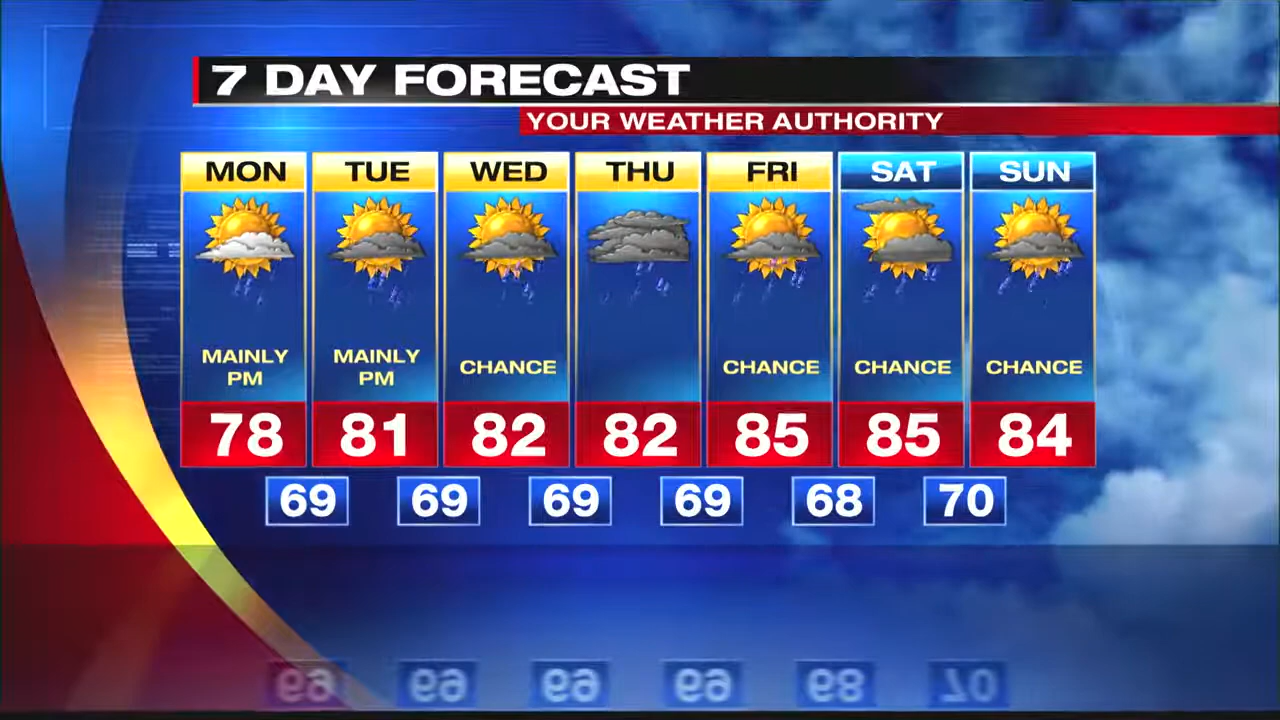 7 DAY FORECAST
YOUR WEATHER AUTHORITY
MON TUE WED THU FRI SAT SUN
MAINLY PM MAINLY PM CHANCE CHANCE CHANCE CHANCE
78 81 82 82 85 85 84
69 69 69 69 68 70